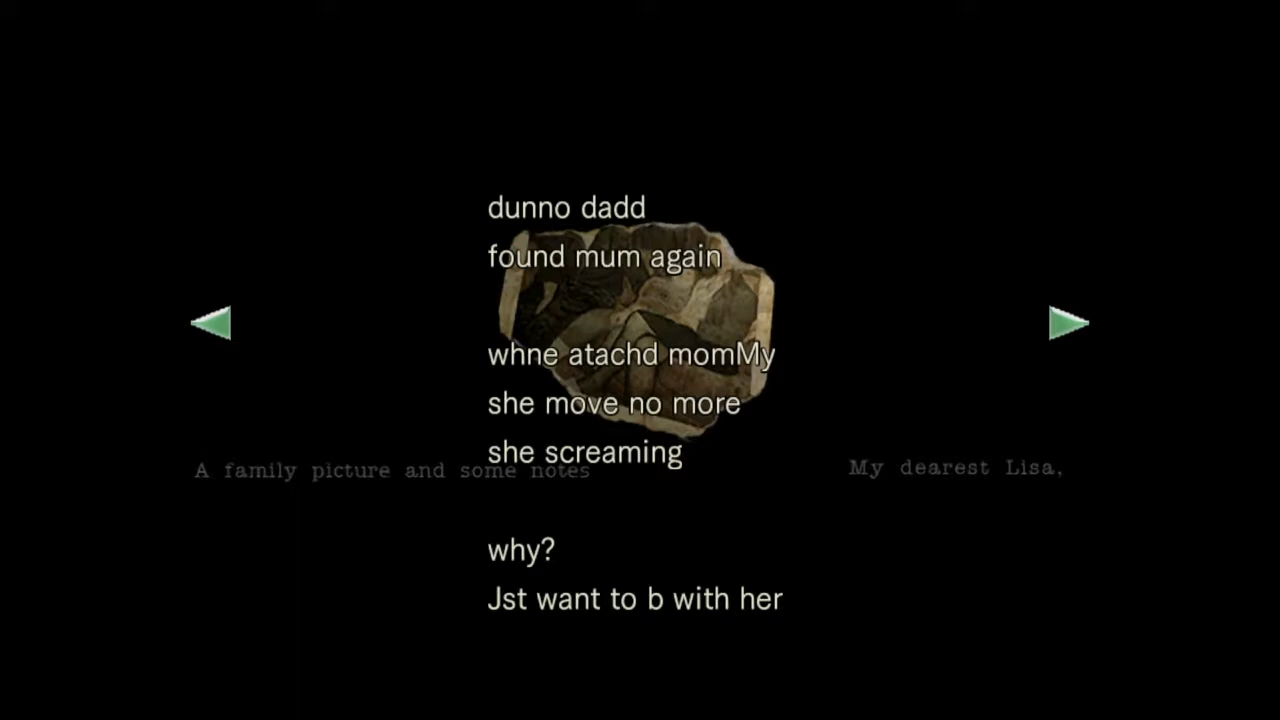 dunno dadd
found mum again
whne atachd momMy
she move no more
she screaming
A family picture and some notes
My dearest Lisa,
why?
Jst want to b with her